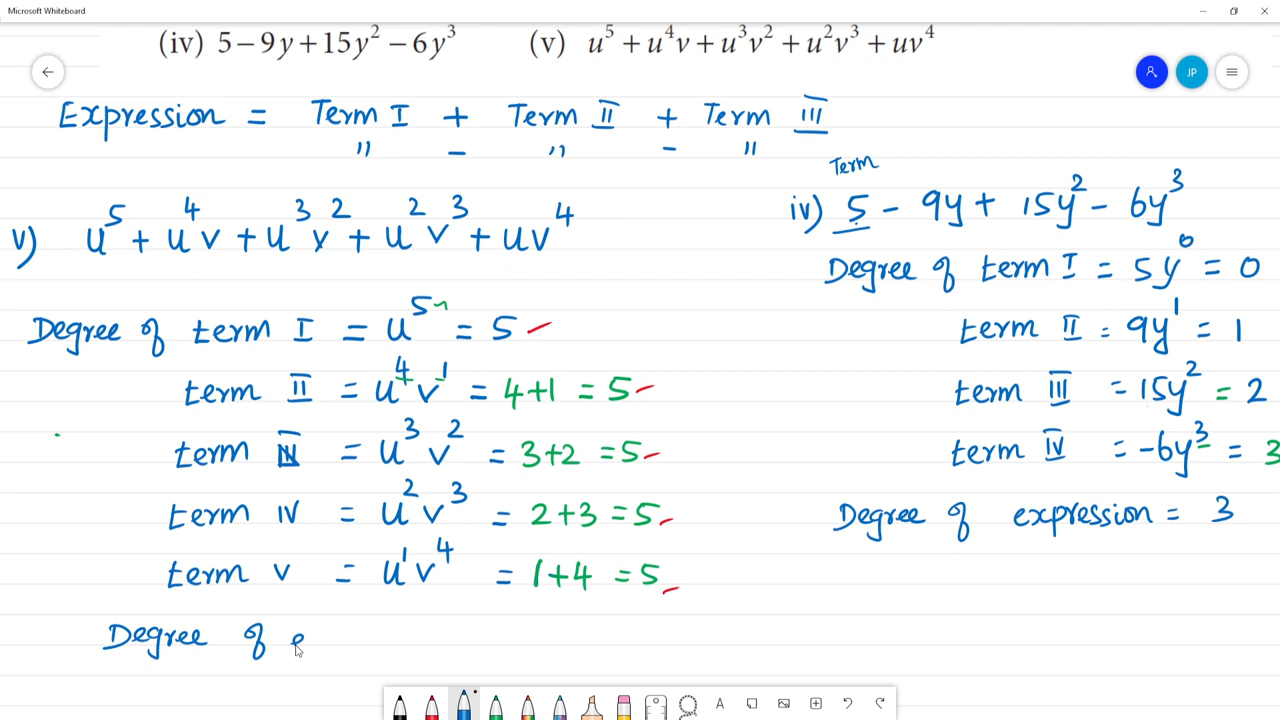 Microsoft Whiteboard
(iv) 5 − 9y + 15y² − 6y³ (v) u⁵ + u⁴v + u³v² + u²v³ + uv⁴
JP
Expression = Term I + Term II + Term III
" − " − "
v) u⁵ + u⁴v + u³v² + u²v³ + uv⁴
Degree of term I = u⁵ = 5
term II = u⁴v¹ = 4+1 = 5
term III = u³v² = 3+2 = 5
term IV = u²v³ = 2+3 = 5
term V = u¹v⁴ = 1+4 = 5
Degree of e
Term
iv) 5 − 9y + 15y² − 6y³
Degree of term I = 5y⁰ = 0
term II = 9y¹ = 1
term III = 15y² = 2
term IV = -6y³ = 3
Degree of expression = 3
A